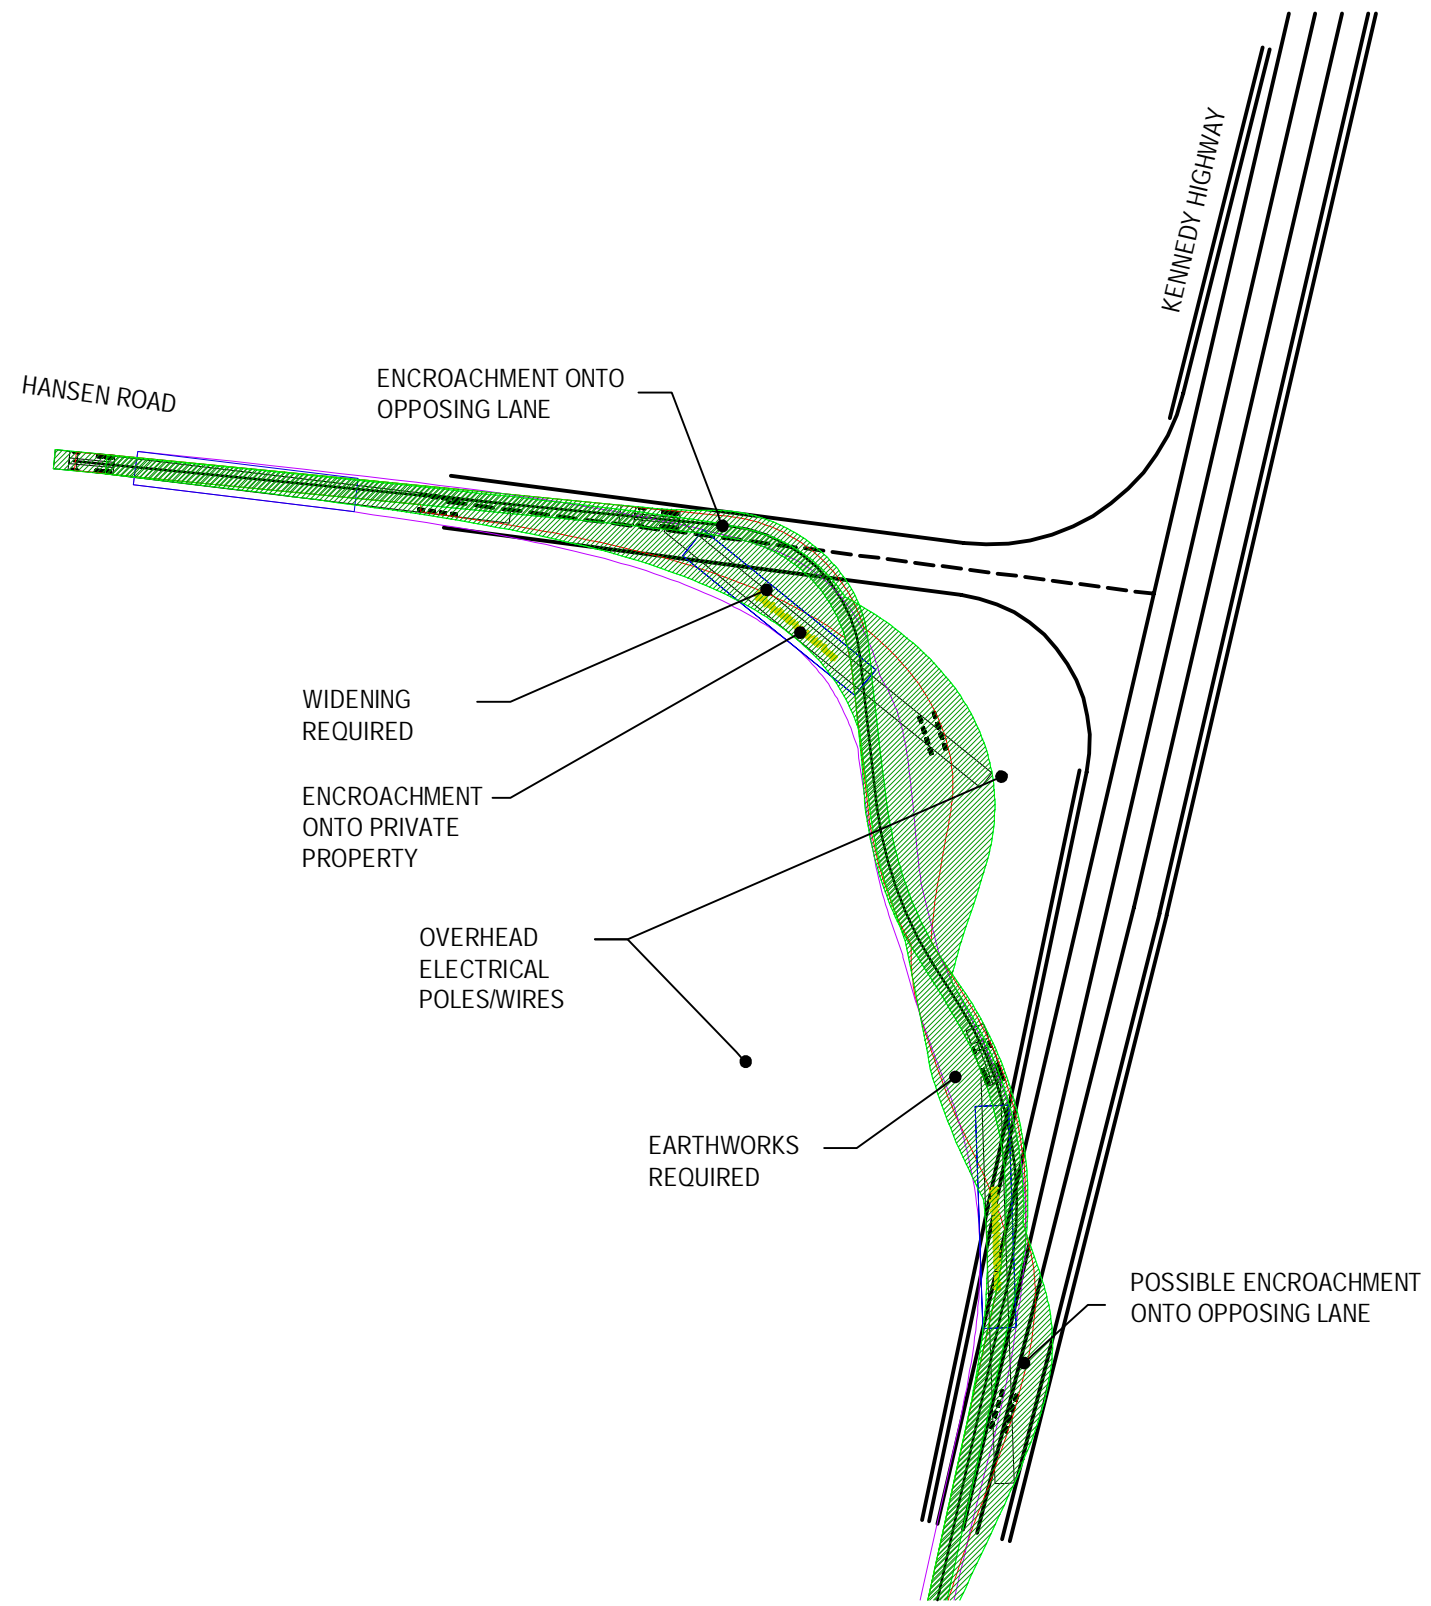 KENNEDY HIGHWAY
HANSEN ROAD
ENCROACHMENT ONTO
OPPOSING LANE
WIDENING
REQUIRED
ENCROACHMENT
ONTO PRIVATE
PROPERTY
OVERHEAD
ELECTRICAL
POLES/WIRES
EARTHWORKS
REQUIRED
POSSIBLE ENCROACHMENT
ONTO OPPOSING LANE